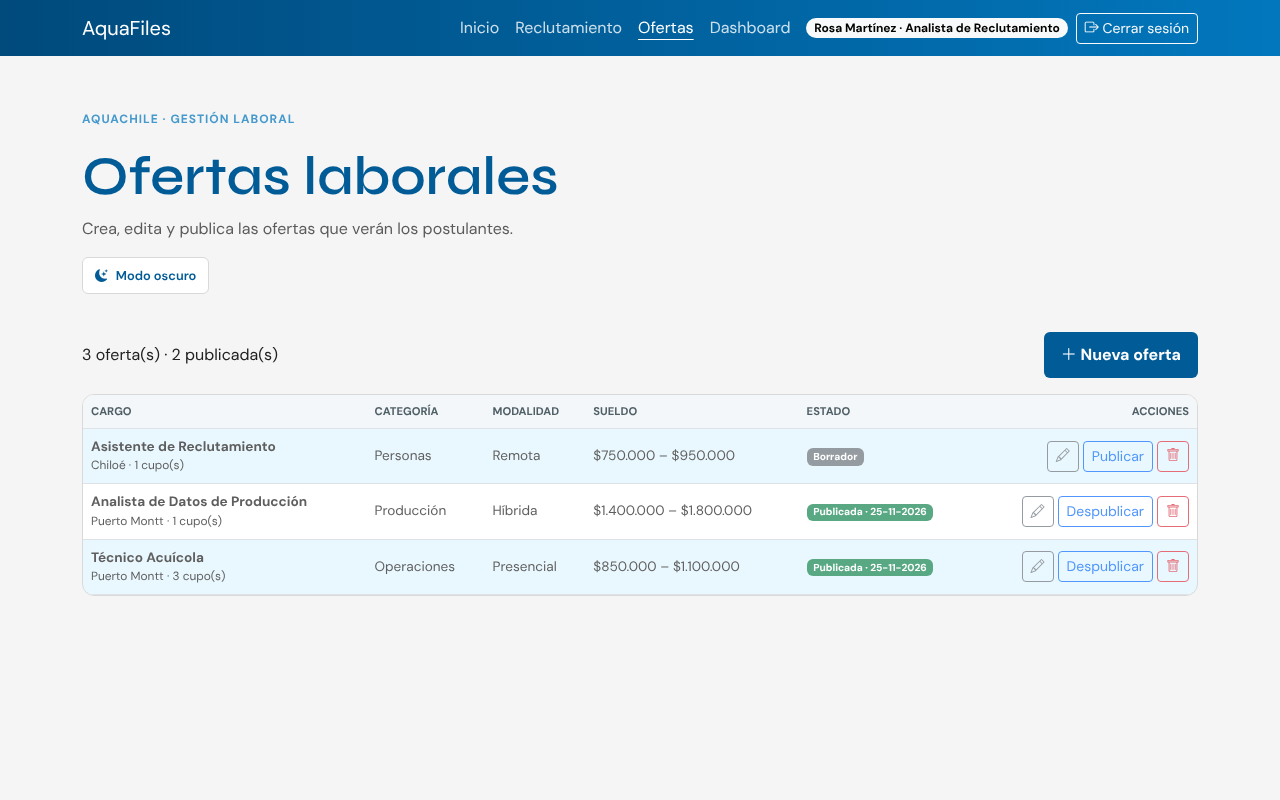 AquaFiles
Inicio Reclutamiento Ofertas Dashboard Rosa Martínez · Analista de Reclutamiento Cerrar sesión
AQUACHILE · GESTIÓN LABORAL
Ofertas laborales
Crea, edita y publica las ofertas que verán los postulantes.
Modo oscuro
3 oferta(s) · 2 publicada(s)
+ Nueva oferta
CARGO CATEGORÍA MODALIDAD SUELDO ESTADO ACCIONES
Asistente de Reclutamiento
Chiloé · 1 cupo(s)
Personas Remota $750.000 – $950.000 Borrador Publicar
Analista de Datos de Producción
Puerto Montt · 1 cupo(s)
Producción Híbrida $1.400.000 – $1.800.000 Publicada · 25-11-2026 Despublicar
Técnico Acuícola
Puerto Montt · 3 cupo(s)
Operaciones Presencial $850.000 – $1.100.000 Publicada · 25-11-2026 Despublicar